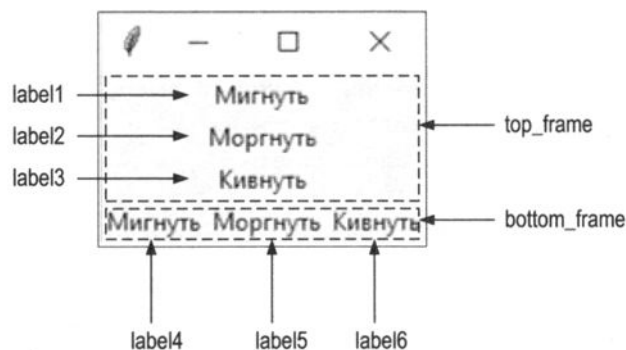 label1
Мигнуть
label2
Моргнуть
top_frame
label3
Кивнуть
Мигнуть Моргнуть Кивнуть
bottom_frame
label4 label5 label6